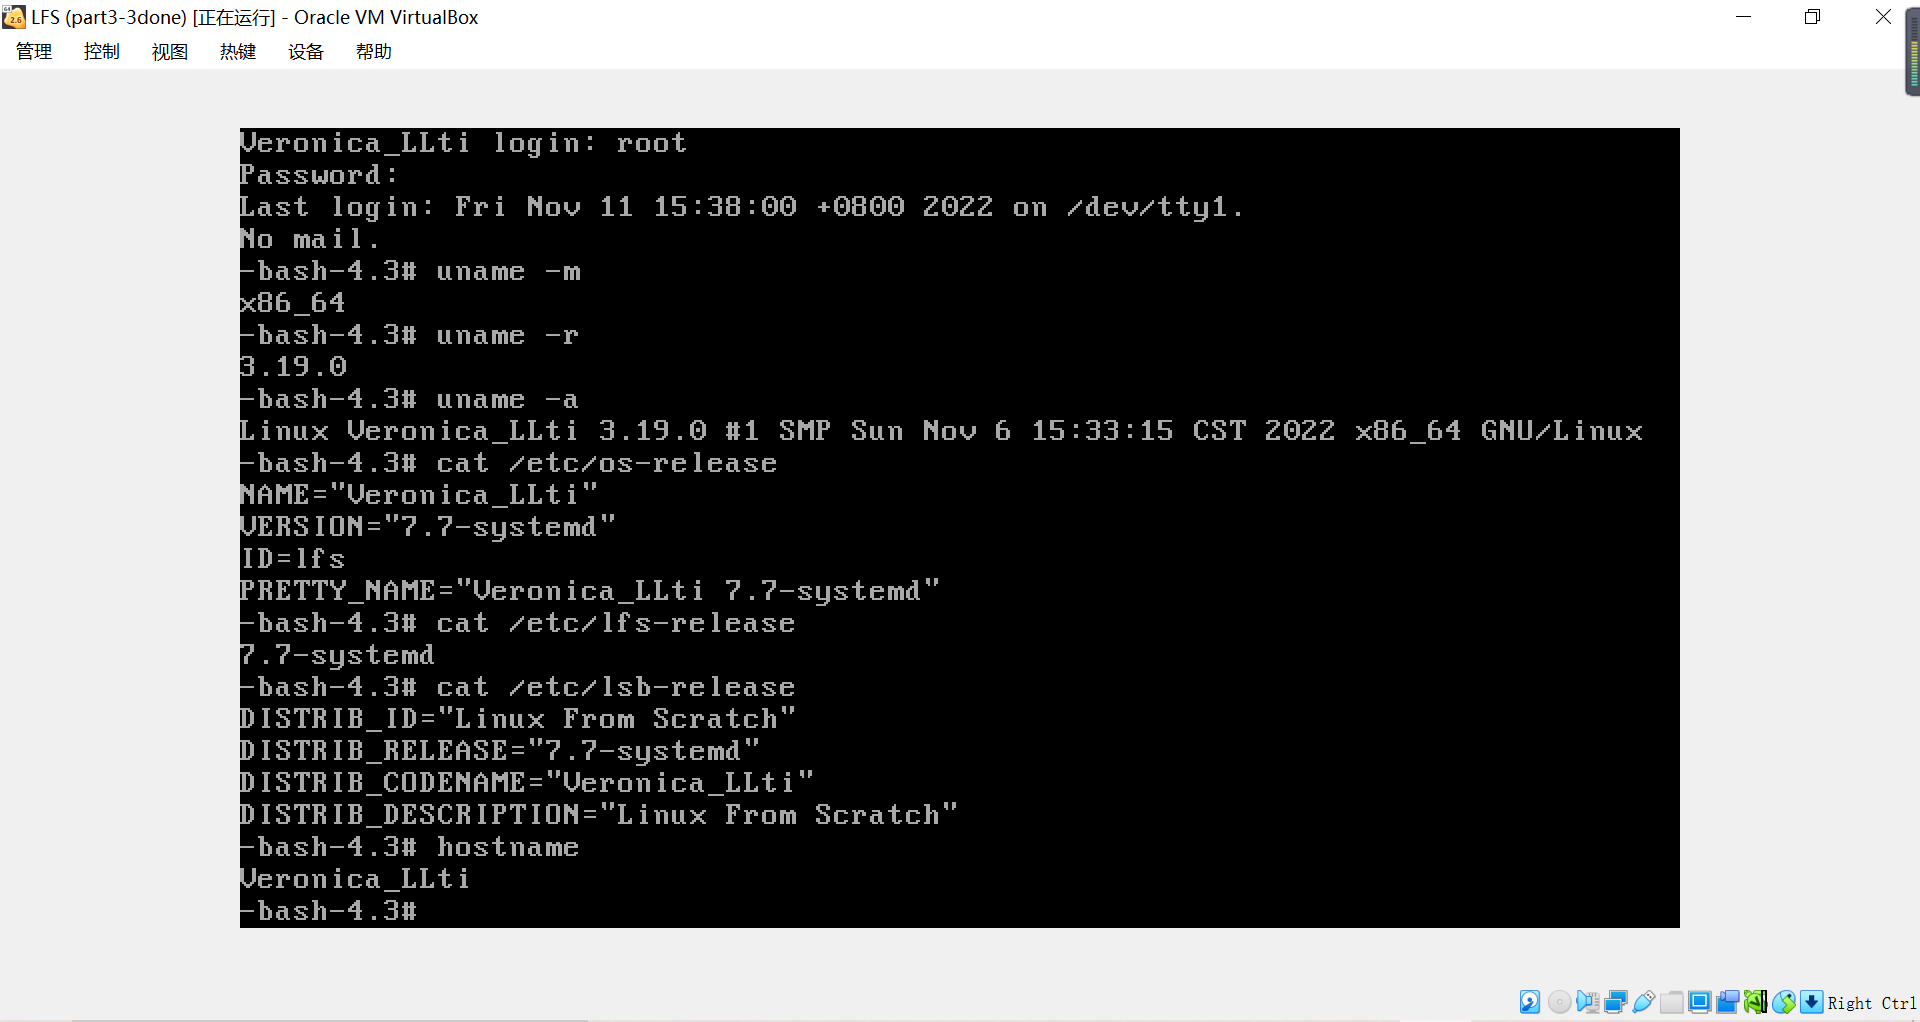 LFS (part3-3done) [正在运行] - Oracle VM VirtualBox
管理 控制 视图 热键 设备 帮助
Veronica_LLti login: root
Password:
Last login: Fri Nov 11 15:38:00 +0800 2022 on /dev/tty1.
No mail.
-bash-4.3# uname -m
x86_64
-bash-4.3# uname -r
3.19.0
-bash-4.3# uname -a
Linux Veronica_LLti 3.19.0 #1 SMP Sun Nov 6 15:33:15 CST 2022 x86_64 GNU/Linux
-bash-4.3# cat /etc/os-release
NAME="Veronica_LLti"
VERSION="7.7-systemd"
ID=lfs
PRETTY_NAME="Veronica_LLti 7.7-systemd"
-bash-4.3# cat /etc/lfs-release
7.7-systemd
-bash-4.3# cat /etc/lsb-release
DISTRIB_ID="Linux From Scratch"
DISTRIB_RELEASE="7.7-systemd"
DISTRIB_CODENAME="Veronica_LLti"
DISTRIB_DESCRIPTION="Linux From Scratch"
-bash-4.3# hostname
Veronica_LLti
-bash-4.3#
Right Ctrl